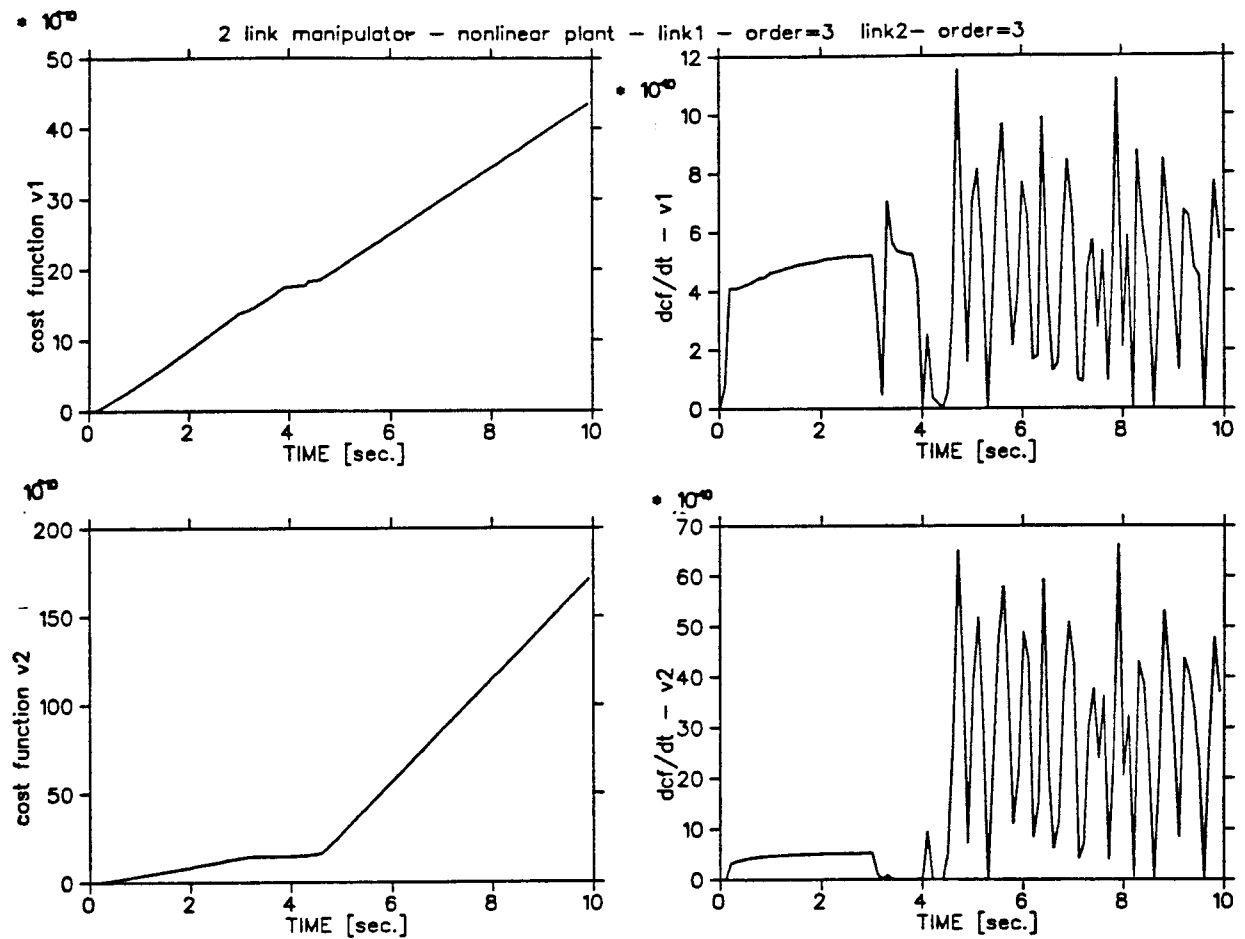 2 link manipulator – nonlinear plant – link1 – order=3 link2– order=3
50
40
30
20
10
0
cost function v1
0 2 4 6 8 10
TIME [sec.]
12
10
8
6
4
2
0
dcf/dt – v1
0 2 4 6 8 10
TIME [sec.]
200
150
100
50
0
cost function v2
0 2 4 6 8 10
TIME [sec.]
70
60
50
40
30
20
10
0
dcf/dt – v2
0 2 4 6 8 10
TIME [sec.]